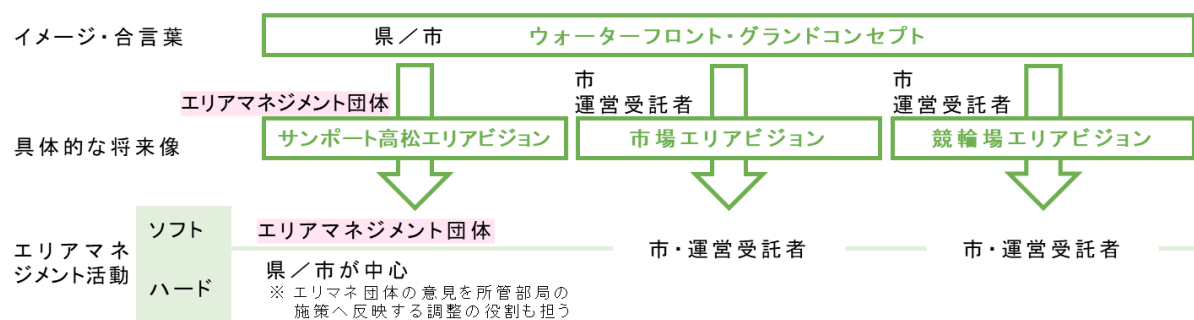 イメージ・合言葉
県／市 ウォーターフロント・グランドコンセプト
エリアマネジメント団体
市
運営受託者
市
運営受託者
具体的な将来像
サンポート高松エリアビジョン
市場エリアビジョン
競輪場エリアビジョン
エリアマネ
ジメント活動
ソフト
エリアマネジメント団体
ハード
県／市が中心
※ エリマネ団体の意見を所管部局の
施策へ反映する調整の役割も担う
市・運営受託者
市・運営受託者